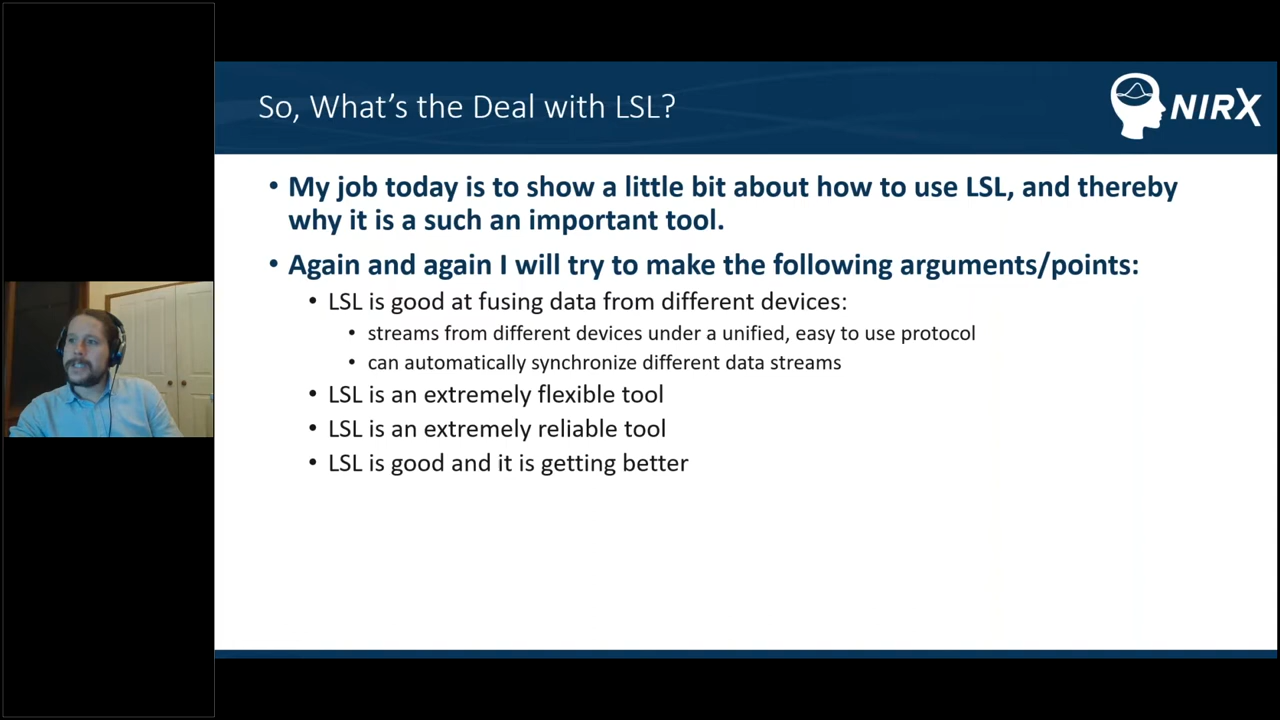 So, What's the Deal with LSL?
NIRX
• My job today is to show a little bit about how to use LSL, and thereby
why it is a such an important tool.
• Again and again I will try to make the following arguments/points:
• LSL is good at fusing data from different devices:
• streams from different devices under a unified, easy to use protocol
• can automatically synchronize different data streams
• LSL is an extremely flexible tool
• LSL is an extremely reliable tool
• LSL is good and it is getting better